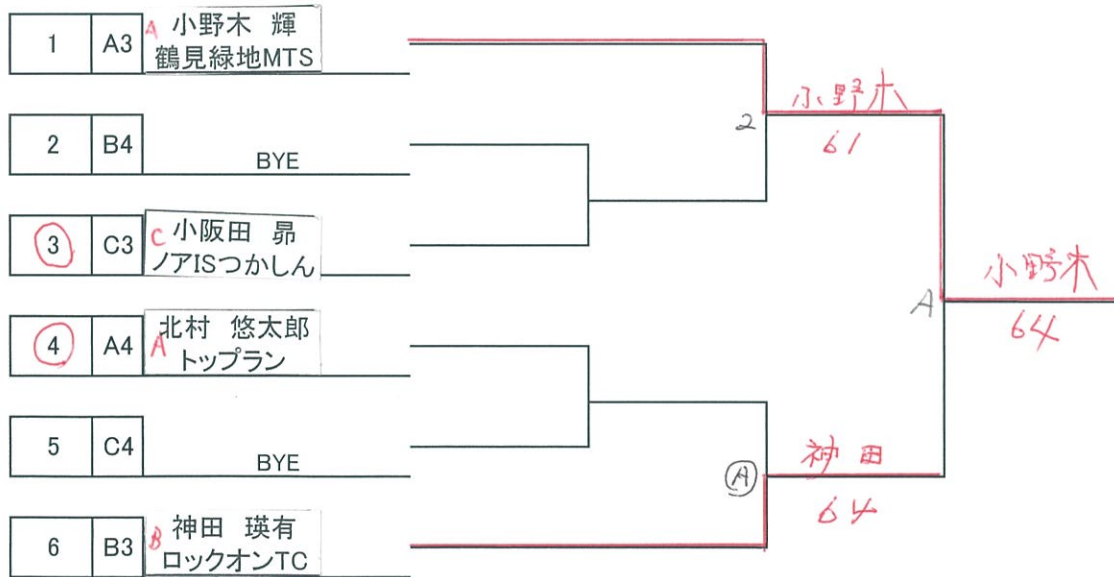 1 A3 A 小野木 輝
鶴見緑地MTS
小野木
2
61
2 B4 BYE
3 C3 C 小阪田 昴
ノアISつかしん
小野木
A
64
4 A4 A 北村 悠太郎
トップラン
5 C4 BYE
神田
A
64
6 B3 B 神田 瑛有
ロックオンTC